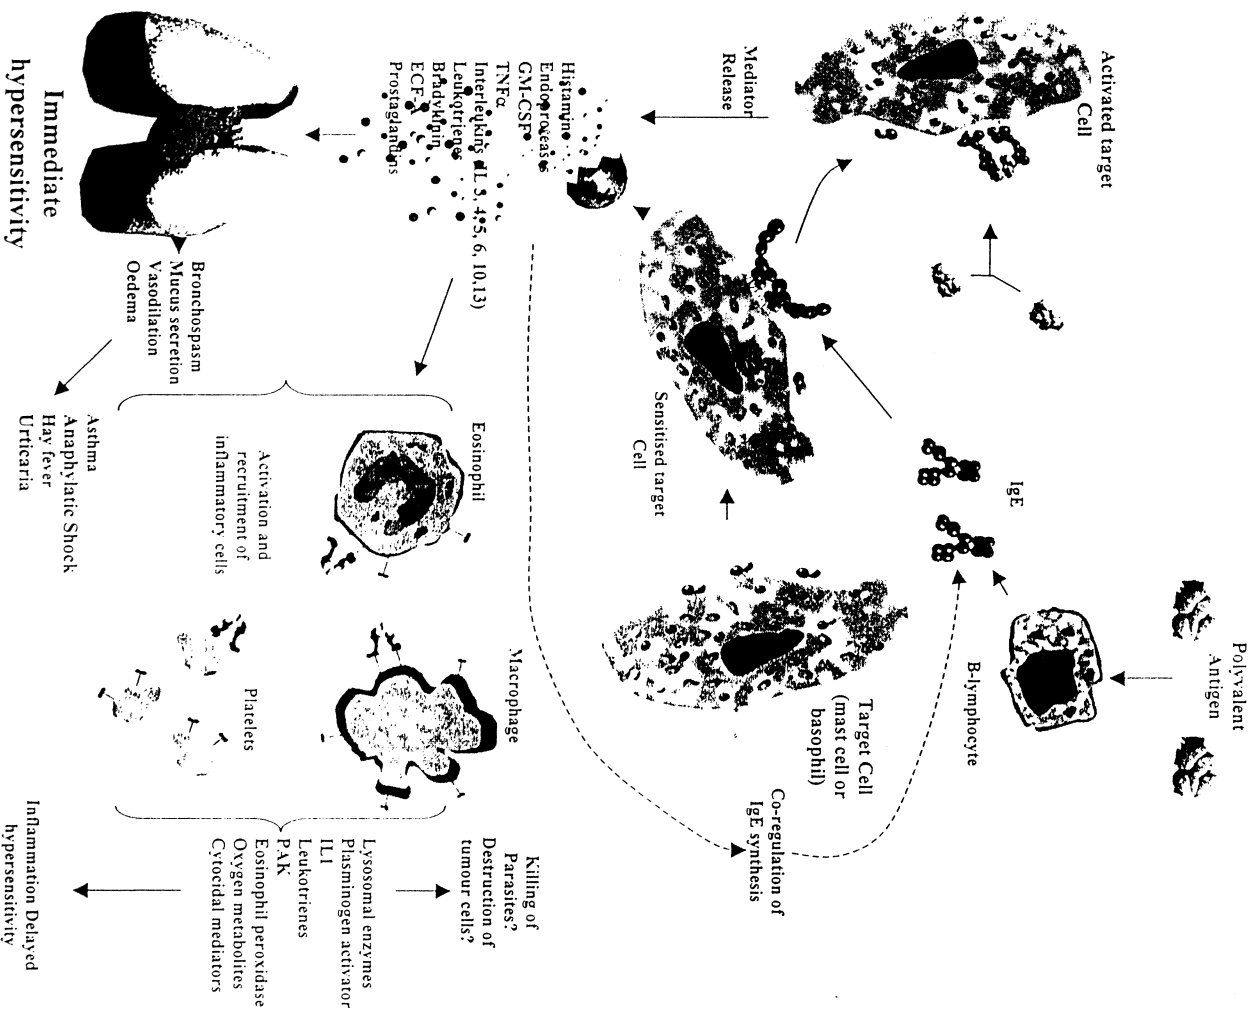 Polyvalent
Antigen
B-lymphocyte
IgE
Activated target
Cell
Target Cell
(mast cell or
basophil)
Co-regulation of
IgE synthesis
Sensitised target
Cell
Mediator
Release
Histamine
Endoproteases
GM-CSF
TNFα
Interleukins (IL 3, 4, 5, 6, 10,13)
Leukotrienes
Bradykinin
ECF-A
Prostaglandins
Immediate
hypersensitivity
Bronchospasm
Mucus secretion
Vasodilation
Oedema
Asthma
Anaphylatic Shock
Hay fever
Urticaria
Eosinophil
Activation and
recruitment of
inflammatory cells
Macrophage
Platelets
Killing of
Parasites?
Destruction of
tumour cells?
Lysosomal enzymes
Plasminogen activator
IL1
Leukotrienes
PAK
Eosinophil peroxidase
Oxygen metabolites
Cytocidal mediators
Inflammation Delayed
hypersensitivity